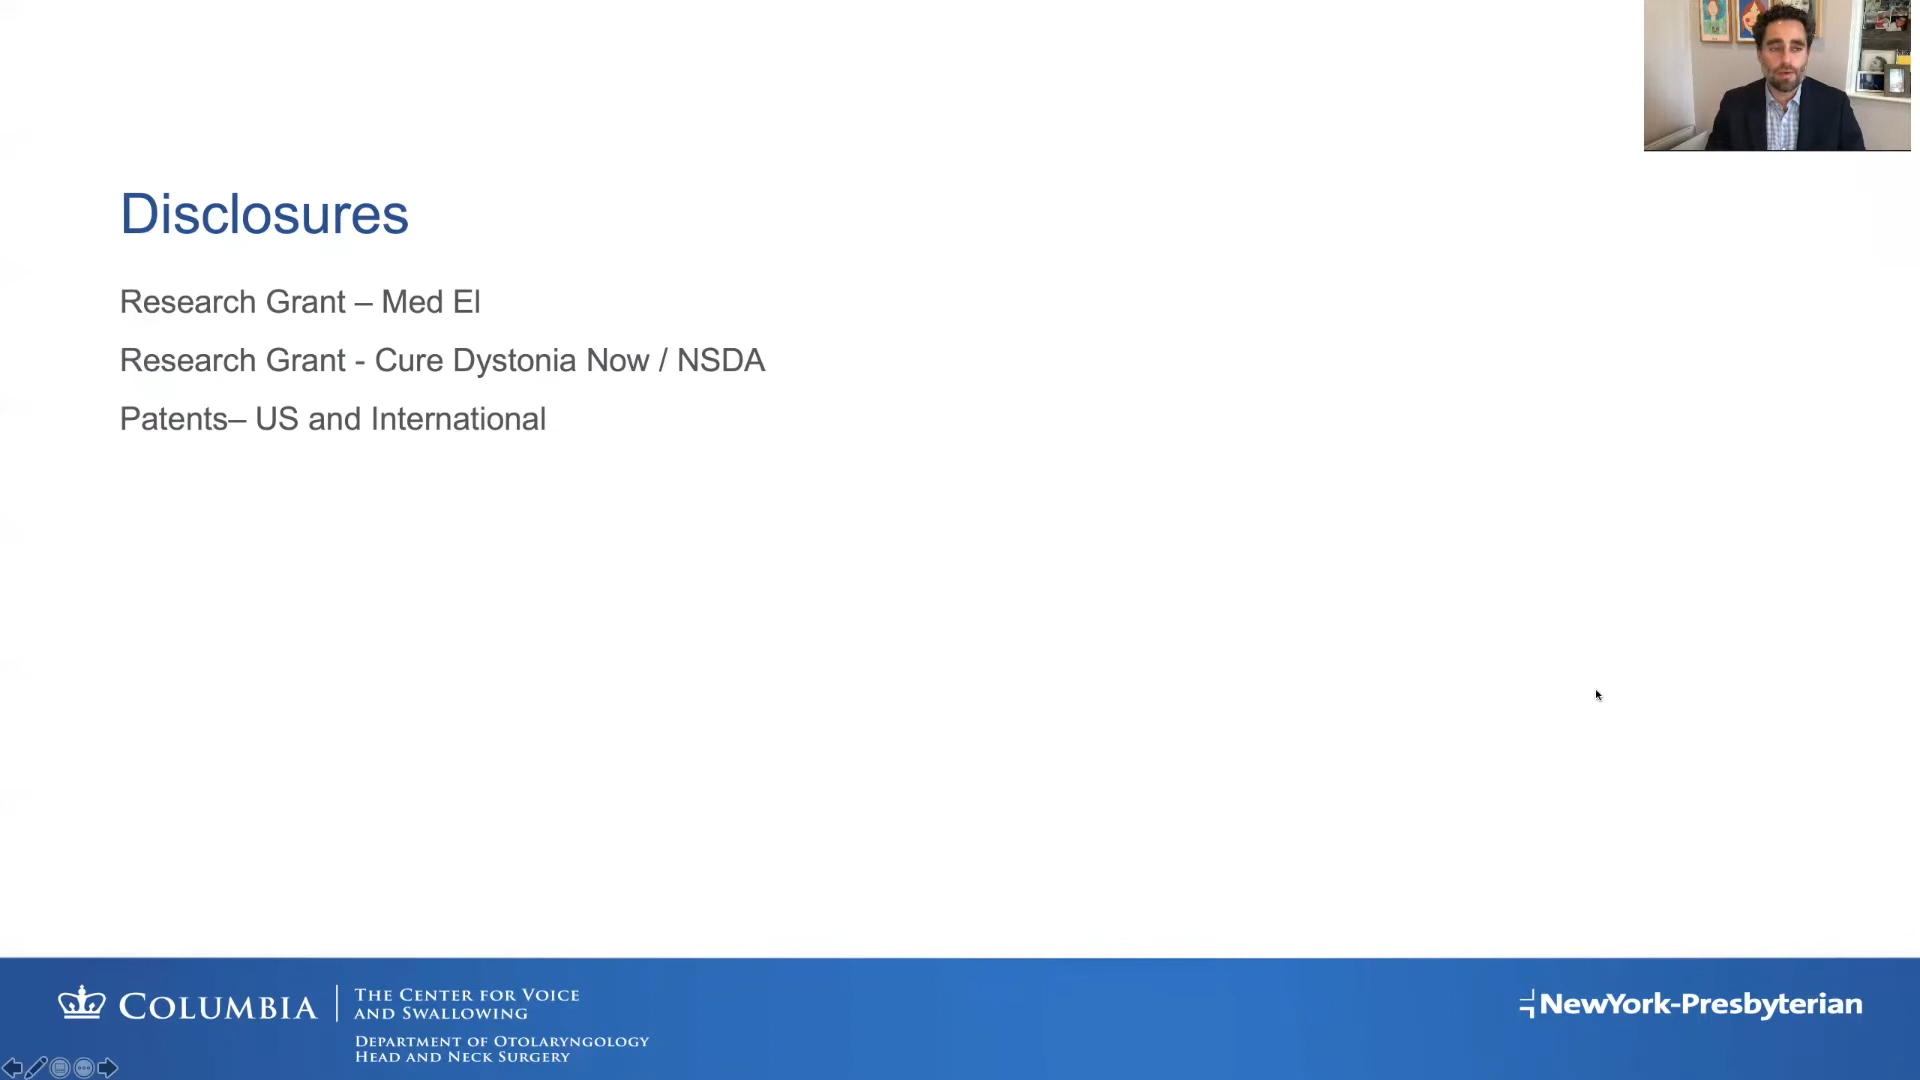 Disclosures
Research Grant – Med El
Research Grant - Cure Dystonia Now / NSDA
Patents– US and International
COLUMBIA
THE CENTER FOR VOICE
AND SWALLOWING
DEPARTMENT OF OTOLARYNGOLOGY
HEAD AND NECK SURGERY
NewYork-Presbyterian